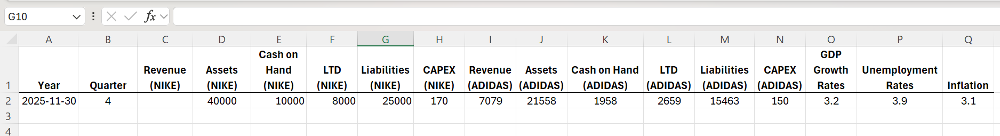 G10 fx
A B C D E F G H I J K L M N O P Q
Cash on GDP
Revenue Assets Hand LTD Liabilities CAPEX Revenue Assets Cash on Hand LTD Liabilities CAPEX Growth Unemployment
1 Year Quarter (NIKE) (NIKE) (NIKE) (NIKE) (NIKE) (NIKE) (ADIDAS) (ADIDAS) (ADIDAS) (ADIDAS) (ADIDAS) (ADIDAS) Rates Rates Inflation
2 2025-11-30 4 40000 10000 8000 25000 170 7079 21558 1958 2659 15463 150 3.2 3.9 3.1
3
4